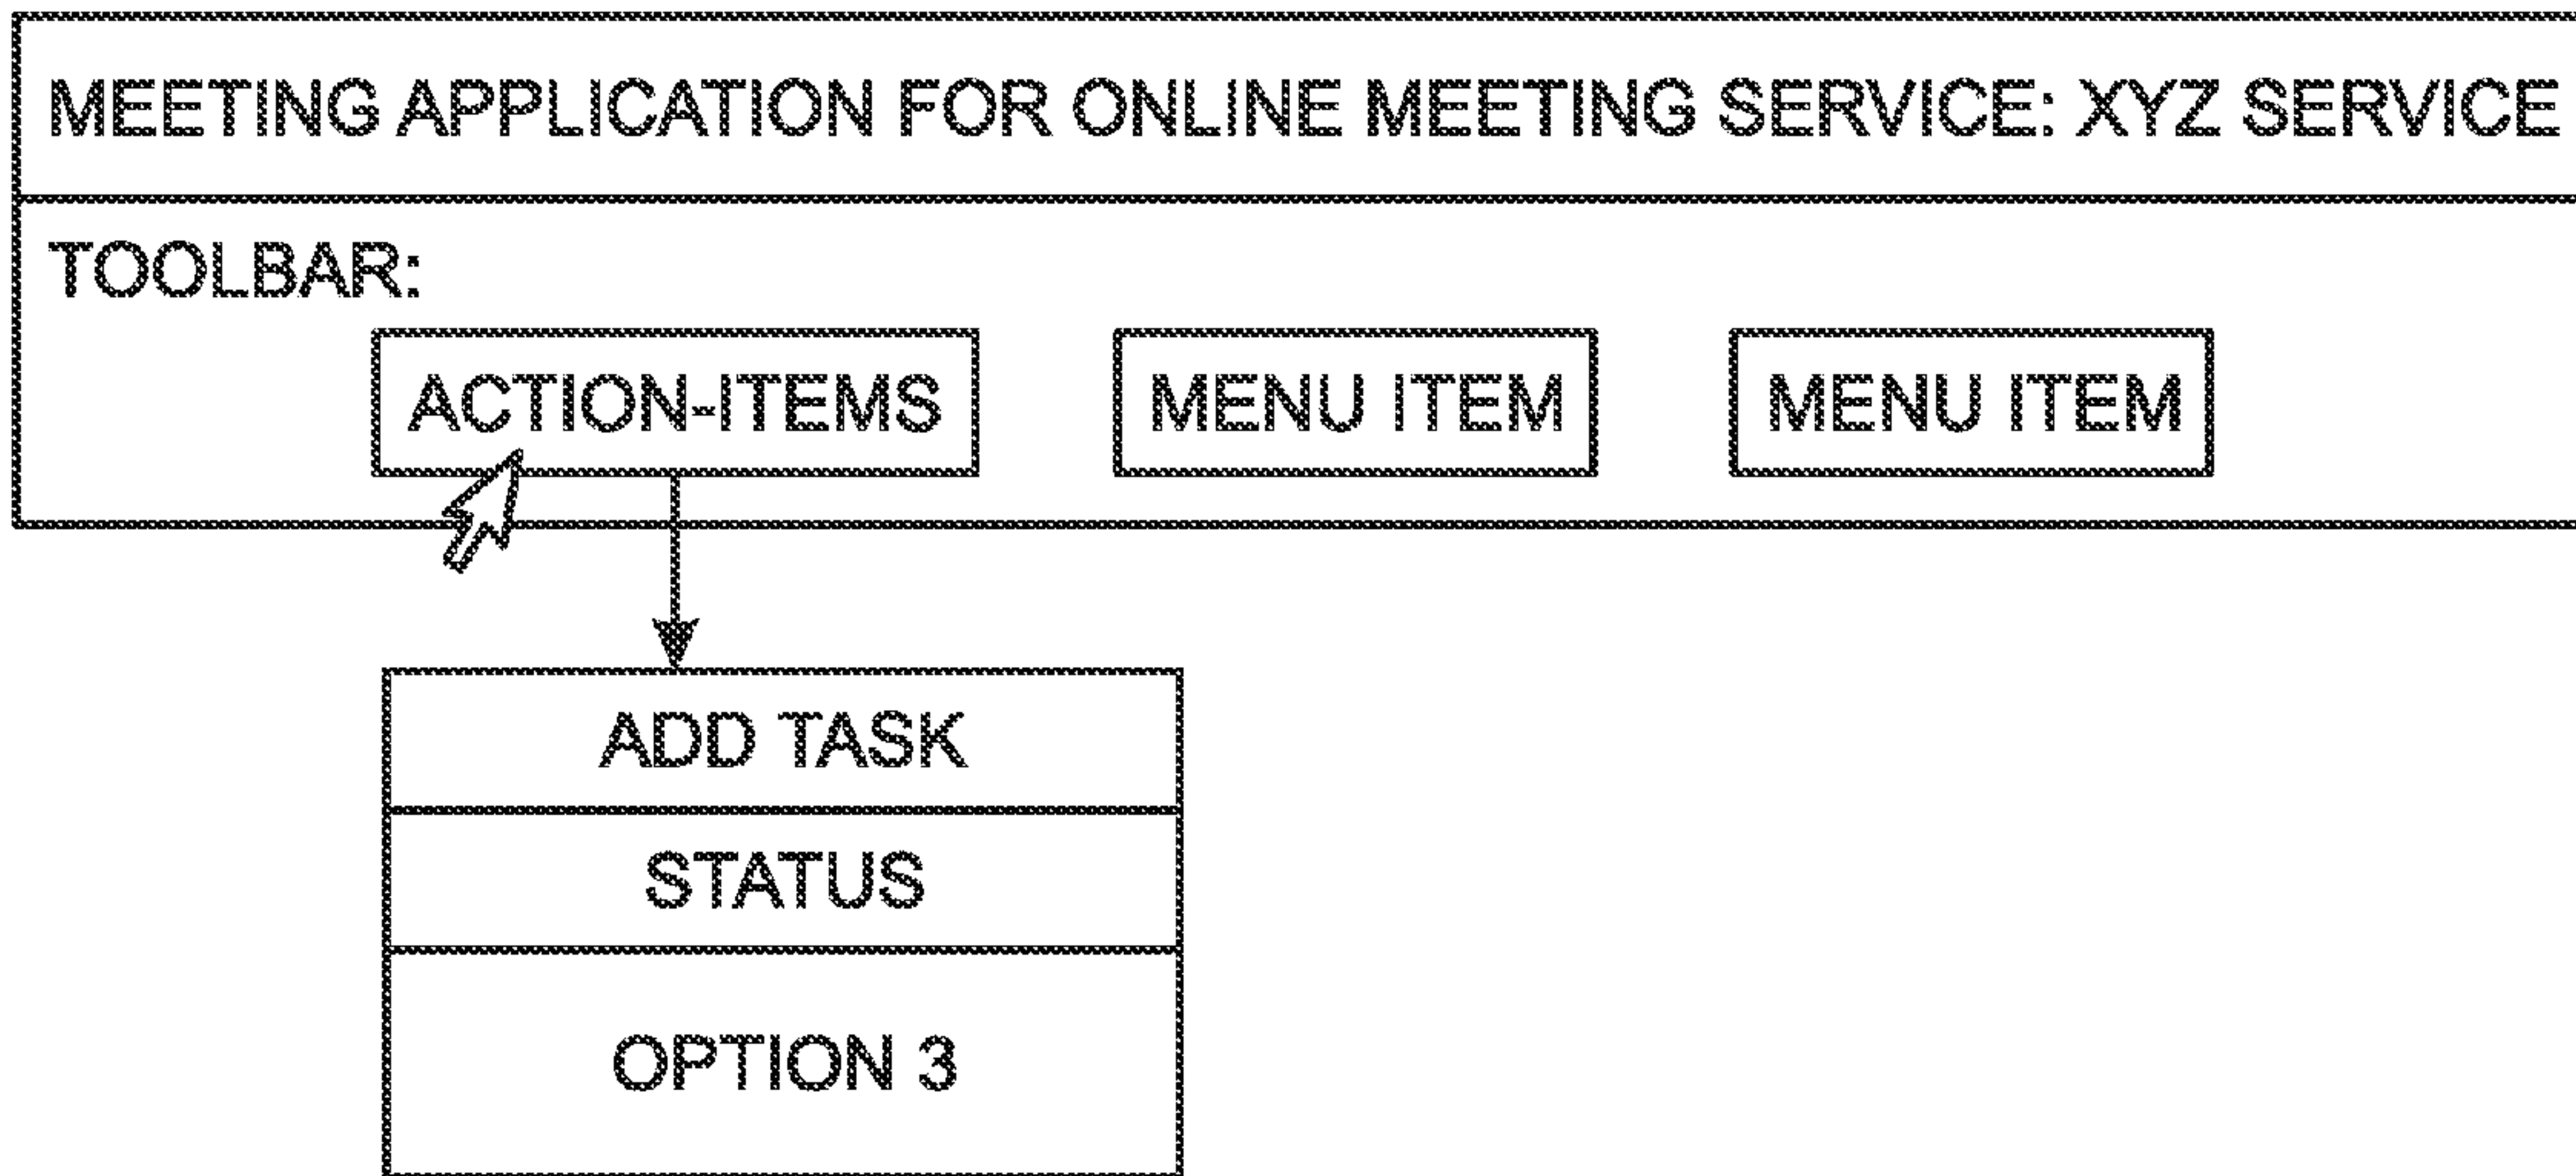 MEETING APPLICATION FOR ONLINE MEETING SERVICE: XYZ SERVICE
TOOLBAR:
ACTION-ITEMS MENU ITEM MENU ITEM
ADD TASK
STATUS
OPTION 3